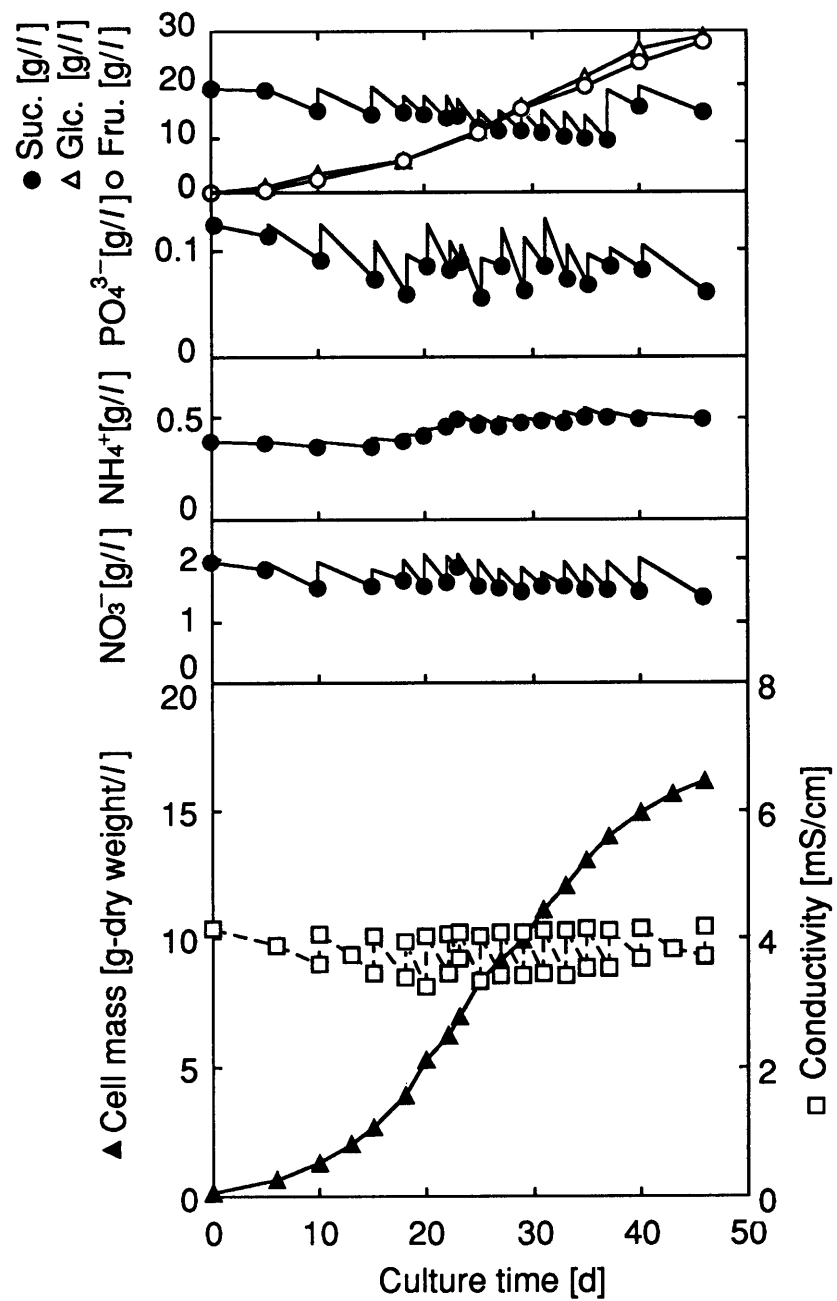 ● Suc. [g/l]
△ Glc. [g/l]
○ Fru. [g/l]
30
20
10
0
PO₄³⁻[g/l]
0.1
0
NH₄⁺[g/l]
0.5
0
NO₃⁻[g/l]
2
1
0
▲ Cell mass [g-dry weight/l]
20
15
10
5
0
□ Conductivity [mS/cm]
8
6
4
2
0
0 10 20 30 40 50
Culture time [d]